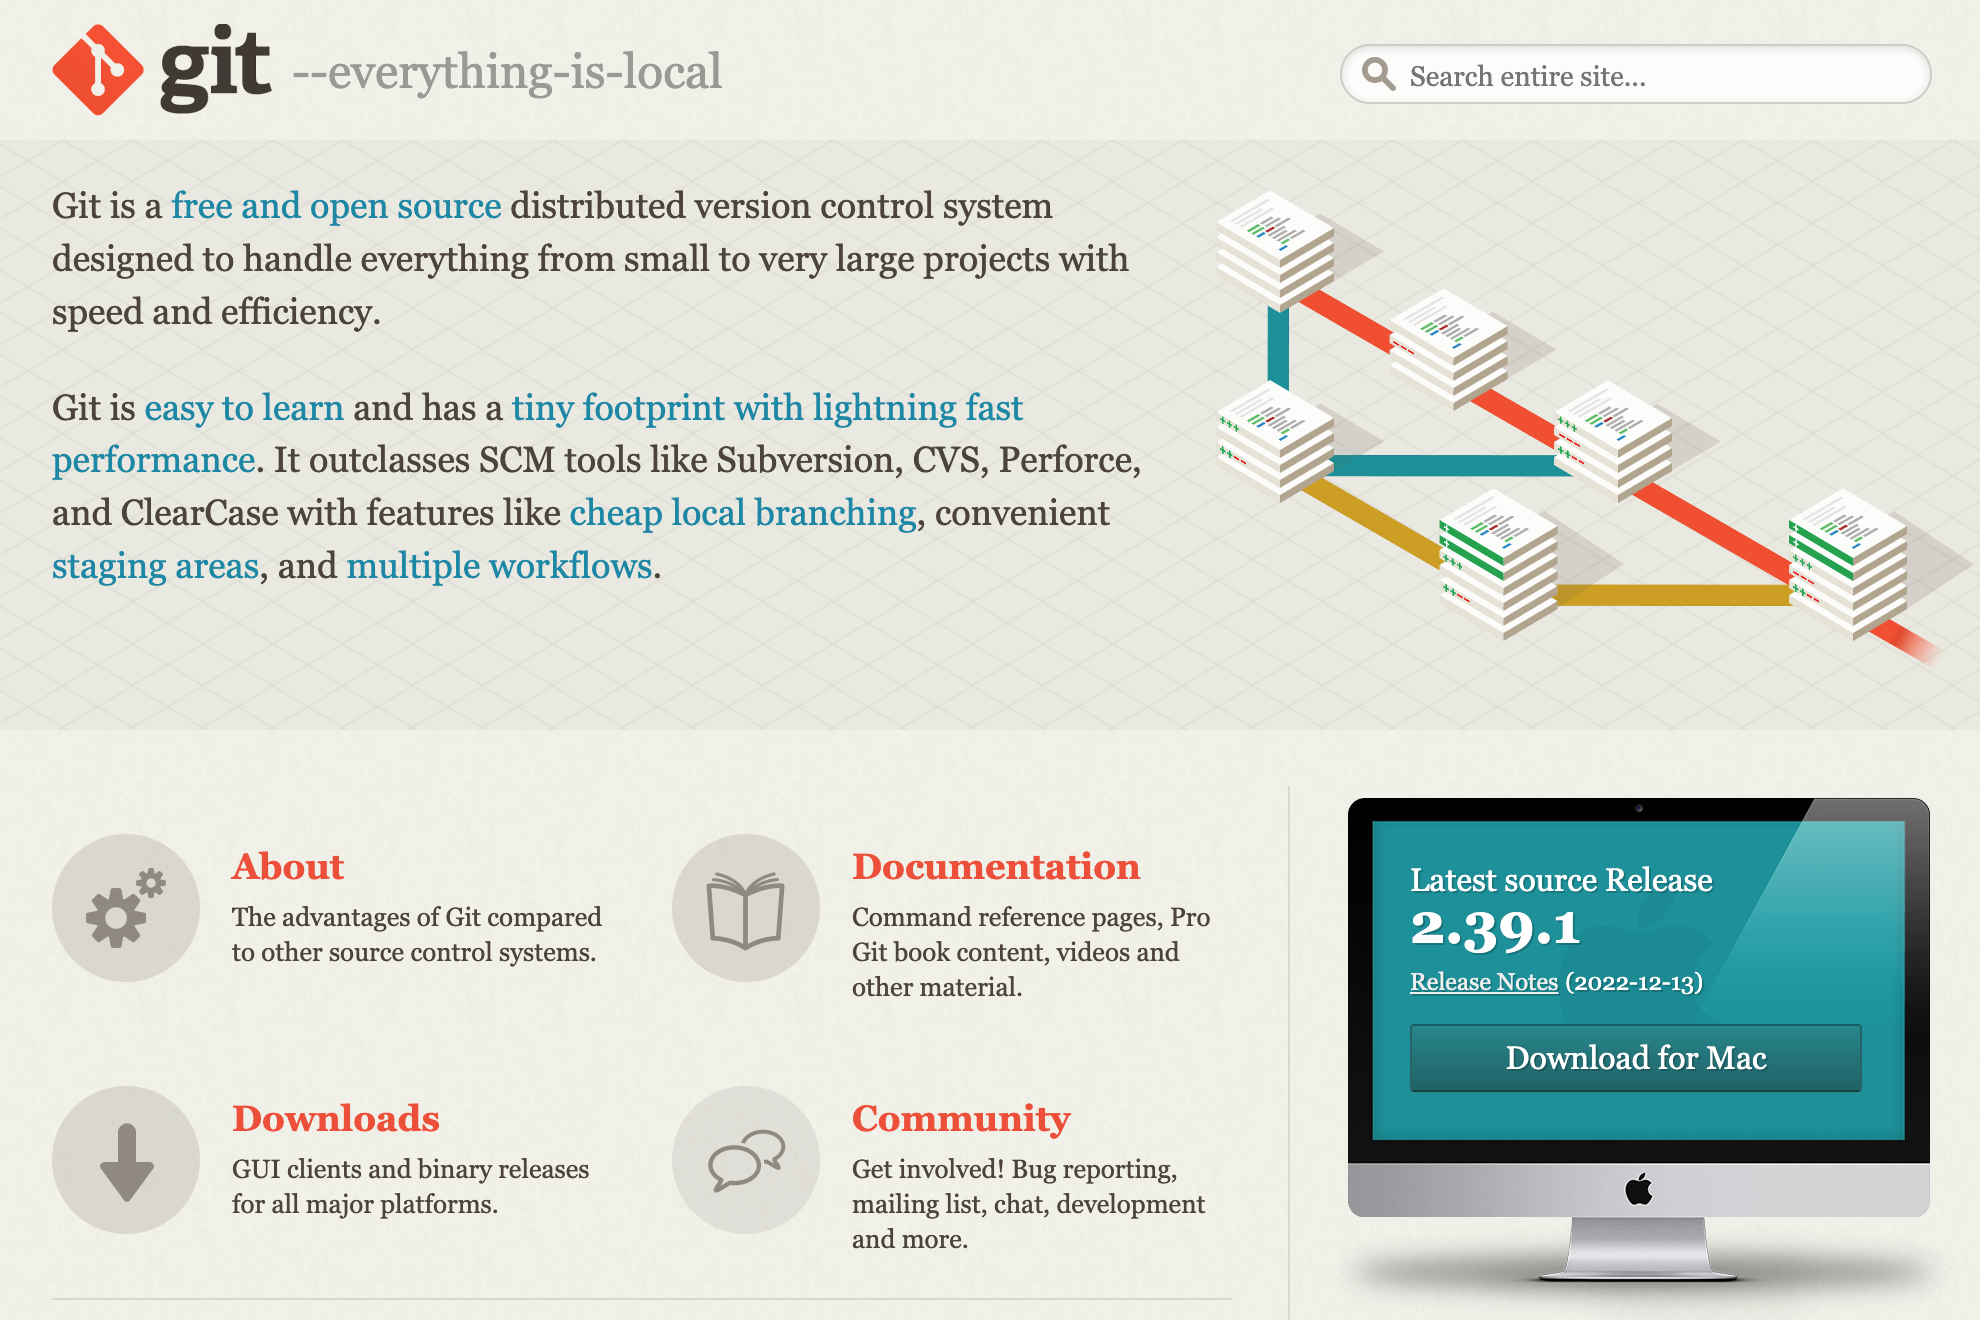 git --everything-is-local
Search entire site...
Git is a free and open source distributed version control system
designed to handle everything from small to very large projects with
speed and efficiency.
Git is easy to learn and has a tiny footprint with lightning fast
performance. It outclasses SCM tools like Subversion, CVS, Perforce,
and ClearCase with features like cheap local branching, convenient
staging areas, and multiple workflows.
About
The advantages of Git compared
to other source control systems.
Documentation
Command reference pages, Pro
Git book content, videos and
other material.
Downloads
GUI clients and binary releases
for all major platforms.
Community
Get involved! Bug reporting,
mailing list, chat, development
and more.
Latest source Release
2.39.1
Release Notes (2022-12-13)
Download for Mac